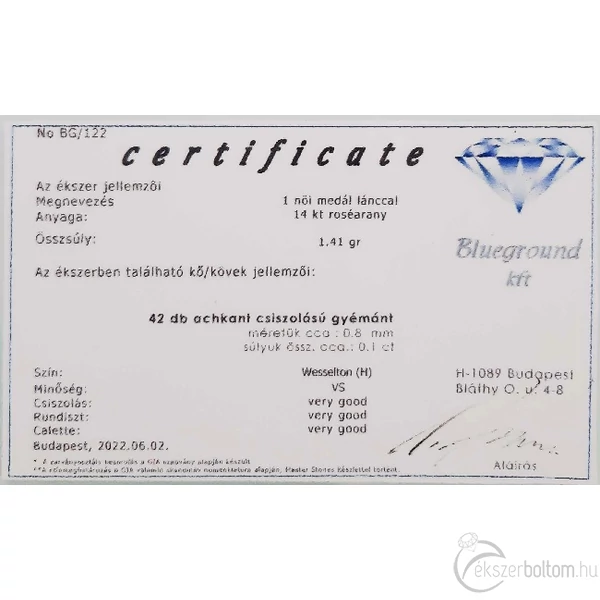 No BG/122
certificate
Az ékszer jellemzői
Megnevezés 1 női medál lánccal
Anyaga: 14 kt roséarany
Összsúly: 1,41 gr
Blueground
kft
Az ékszerben található kő/kövek jellemzői:
42 db achkant csiszolású gyémánt
méretük cca : 0.8 mm
súlyuk össz. cca.: 0.1 ct
Szín: Wesselton (H)
Minőség: VS
Csiszolás: very good
Rundiszt: very good
Calette: very good
H-1089 Budapest
Bláthy O. u. 4-8
Budapest, 2022.06.02.
Aláírás
ékszerboltom.hu